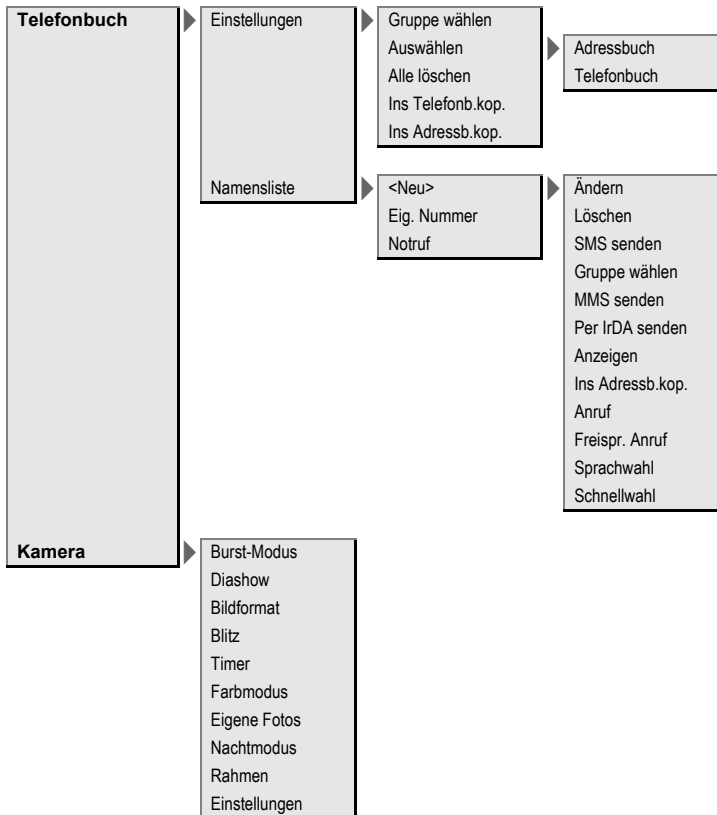 Telefonbuch
Einstellungen
Gruppe wählen
Auswählen
Alle löschen
Ins Telefonb.kop.
Ins Adressb.kop.
Adressbuch
Telefonbuch
Namensliste
<Neu>
Eig. Nummer
Notruf
Ändern
Löschen
SMS senden
Gruppe wählen
MMS senden
Per IrDA senden
Anzeigen
Ins Adressb.kop.
Anruf
Freispr. Anruf
Sprachwahl
Schnellwahl
Kamera
Burst-Modus
Diashow
Bildformat
Blitz
Timer
Farbmodus
Eigene Fotos
Nachtmodus
Rahmen
Einstellungen